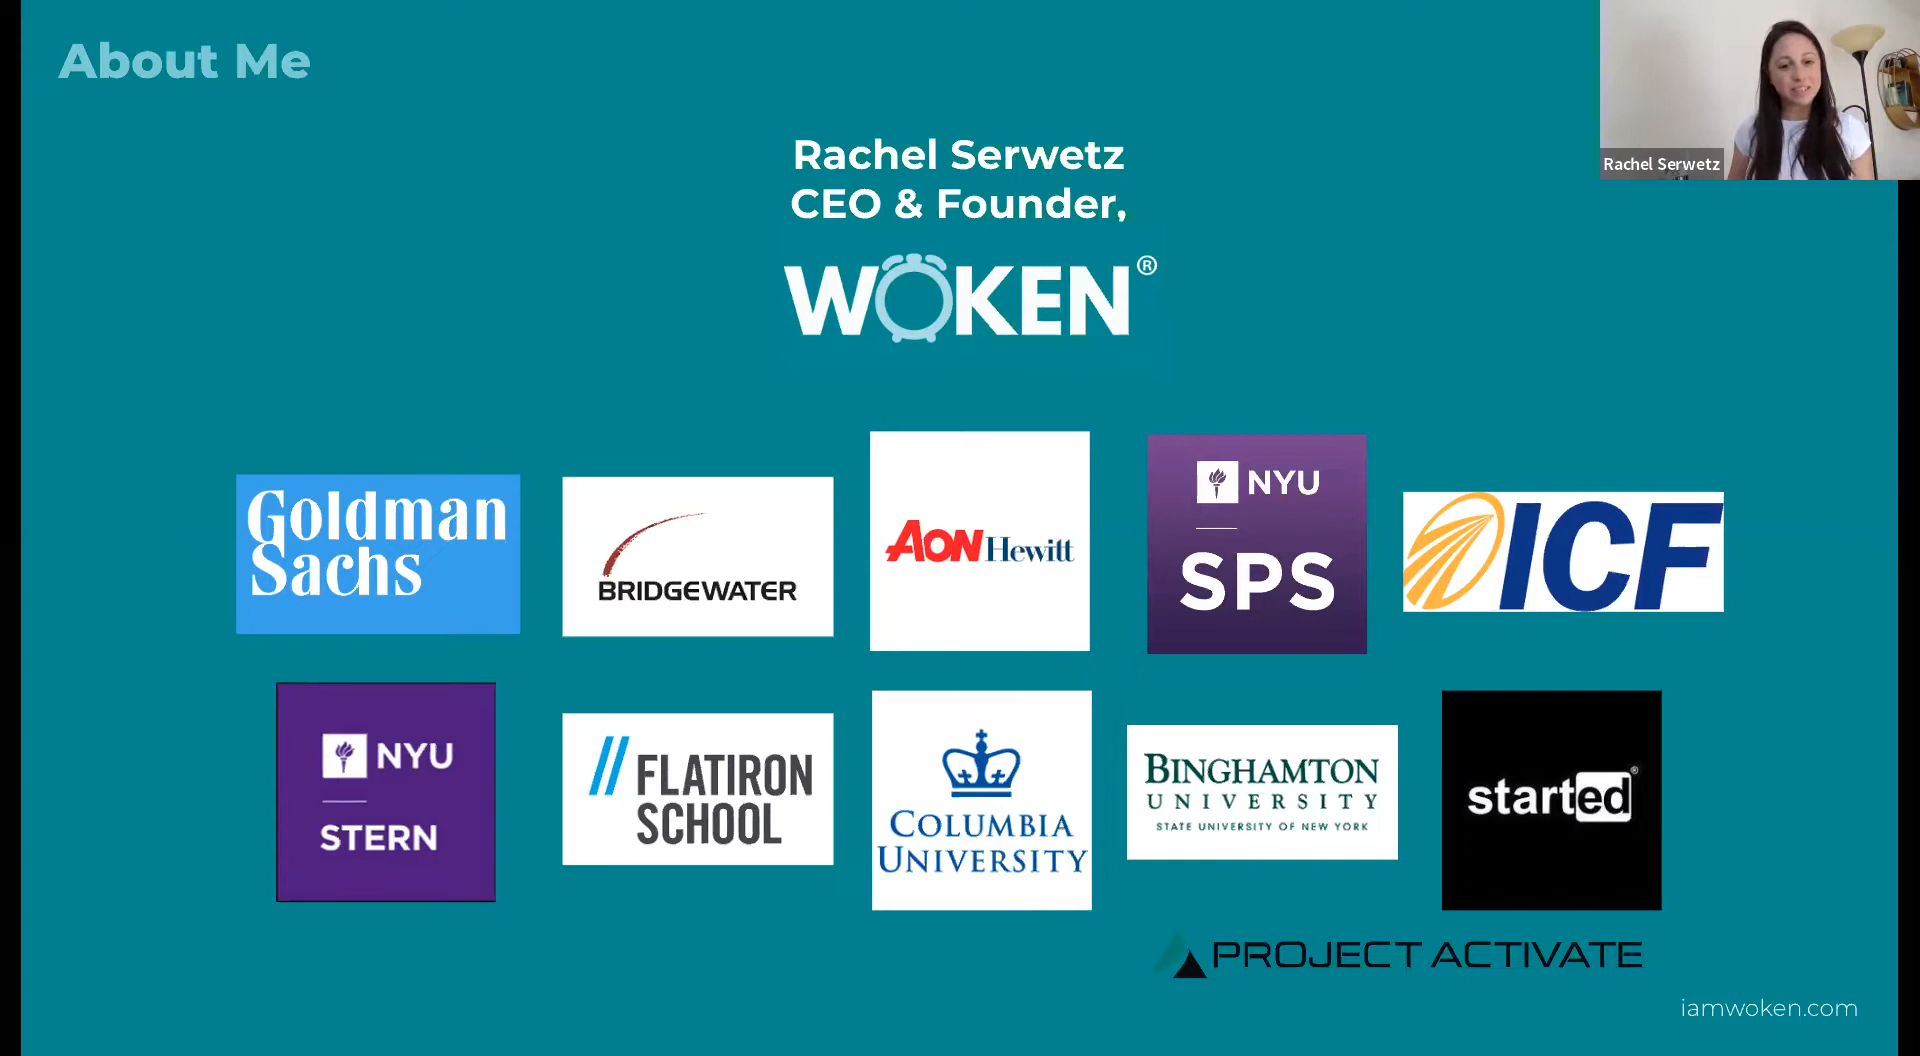 About Me
Rachel Serwetz
Rachel Serwetz
CEO & Founder,
WOKEN®
Goldman
Sachs
BRIDGEWATER
AON Hewitt
NYU
SPS
ICF
NYU
STERN
// FLATIRON
SCHOOL
COLUMBIA
UNIVERSITY
BINGHAMTON
UNIVERSITY
STATE UNIVERSITY OF NEW YORK
started®
PROJECT ACTIVATE
iamwoken.com